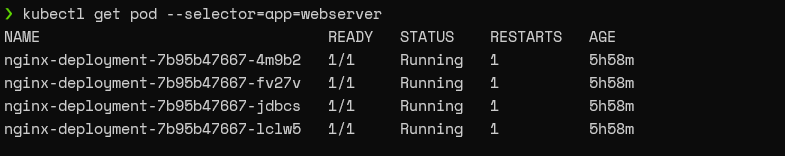 ❯ kubectl get pod --selector=app=webserver
NAME                                READY   STATUS    RESTARTS   AGE
nginx-deployment-7b95b47667-4m9b2   1/1     Running   1          5h58m
nginx-deployment-7b95b47667-fv27v   1/1     Running   1          5h58m
nginx-deployment-7b95b47667-jdbcs   1/1     Running   1          5h58m
nginx-deployment-7b95b47667-lclw5   1/1     Running   1          5h58m